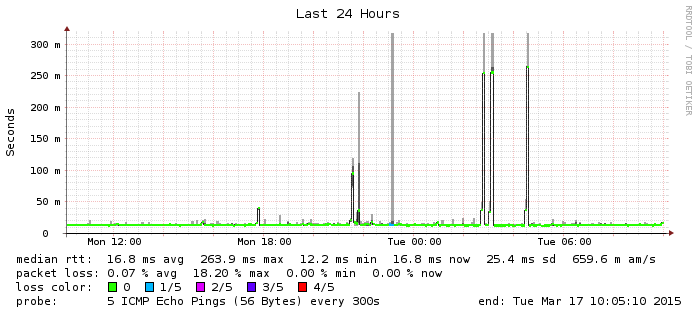 Last 24 Hours
RRDTOOL / TOBI OETIKER
Seconds
300 m
250 m
200 m
150 m
100 m
50 m
0
Mon 12:00 Mon 18:00 Tue 00:00 Tue 06:00
median rtt: 16.8 ms avg 263.9 ms max 12.2 ms min 16.8 ms now 25.4 ms sd 659.6 m am/s
packet loss: 0.07 % avg 18.20 % max 0.00 % min 0.00 % now
loss color: 0 1/5 2/5 3/5 4/5
probe: 5 ICMP Echo Pings (56 Bytes) every 300s end: Tue Mar 17 10:05:10 2015